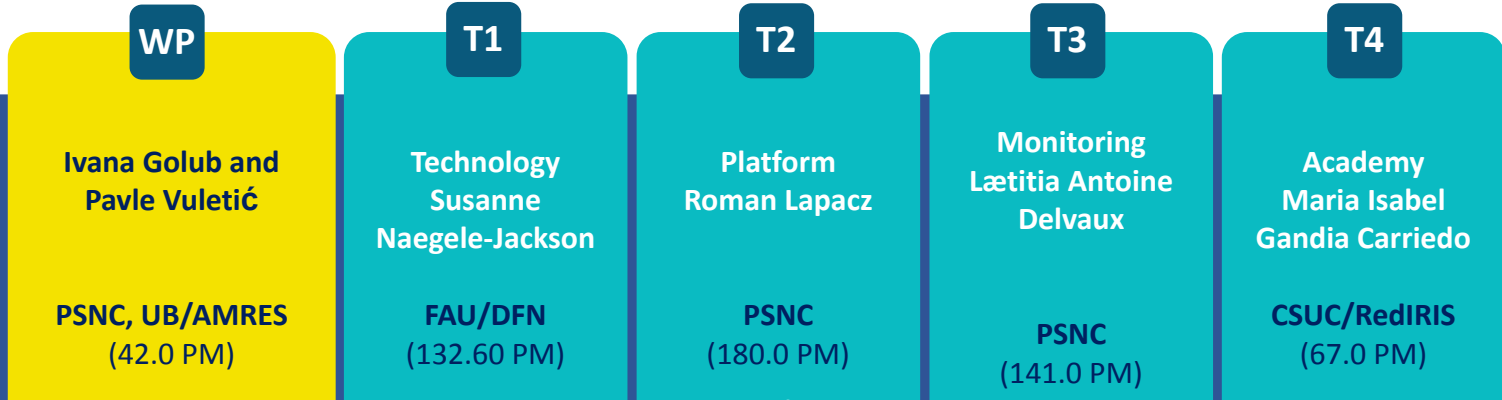 WP
Ivana Golub and
Pavle Vuletić
PSNC, UB/AMRES
(42.0 PM)
T1
Technology
Susanne
Naegele-Jackson
FAU/DFN
(132.60 PM)
T2
Platform
Roman Lapacz
PSNC
(180.0 PM)
T3
Monitoring
Lætitia Antoine
Delvaux
PSNC
(141.0 PM)
T4
Academy
Maria Isabel
Gandia Carriedo
CSUC/RedIRIS
(67.0 PM)